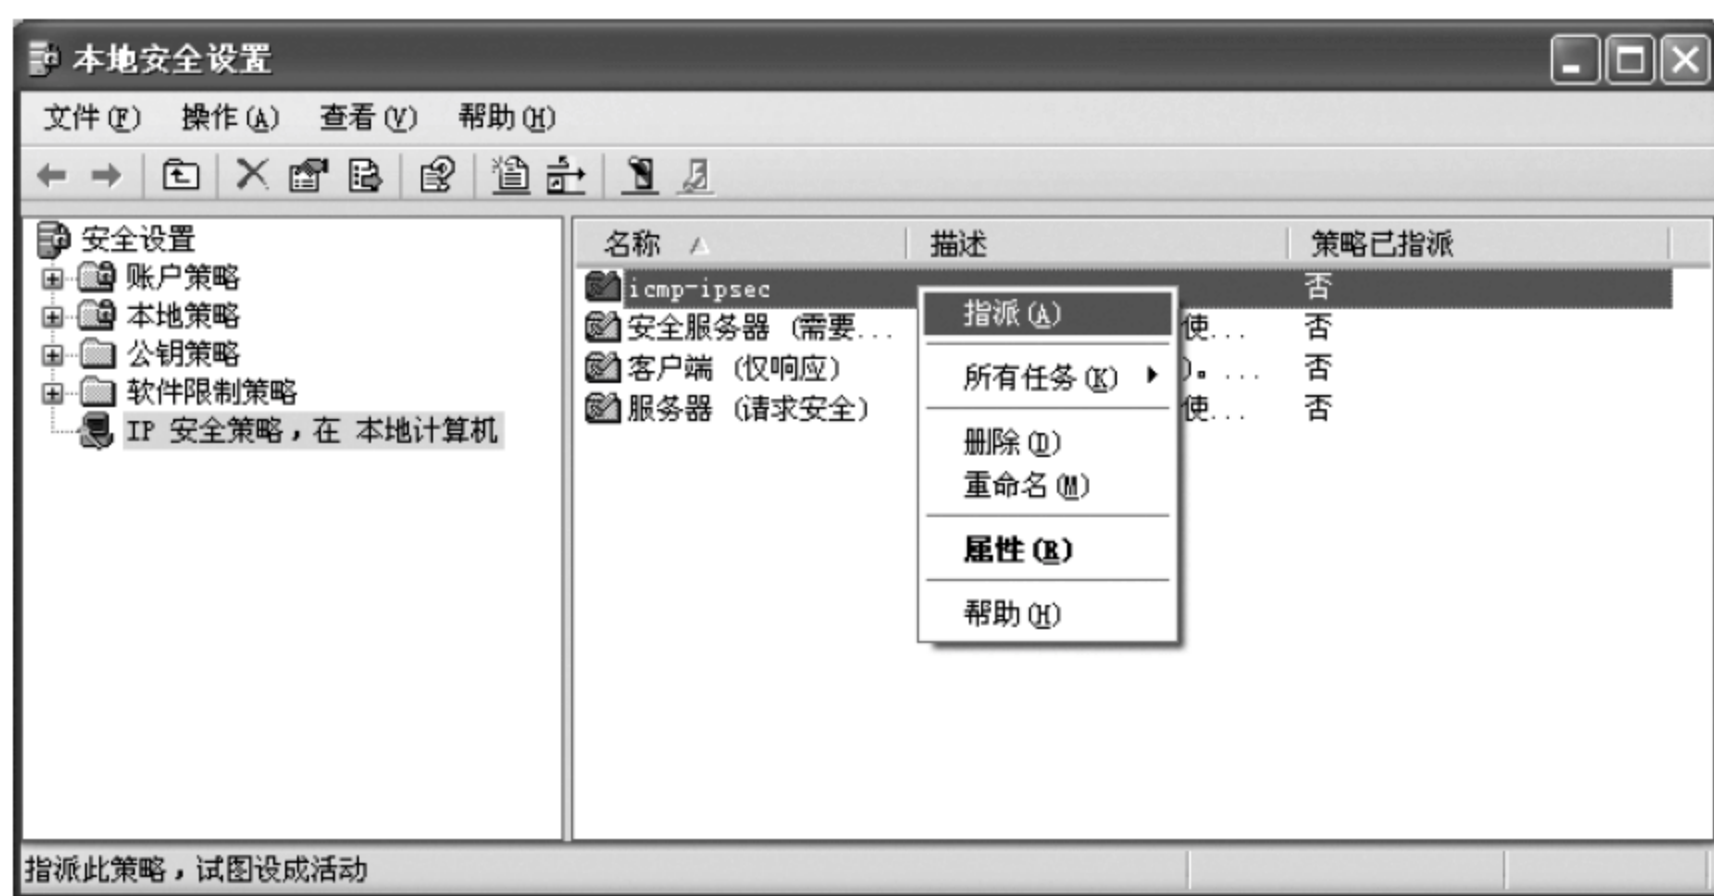 本地安全设置
文件(F) 操作(A) 查看(V) 帮助(H)
安全设置
账户策略
本地策略
公钥策略
软件限制策略
IP 安全策略，在 本地计算机
名称 描述 策略已指派
icmp-ipsec 否
安全服务器 (需要... 使... 否
客户端 (仅响应) )。... 否
服务器 (请求安全) 使... 否
指派(A)
所有任务(K)
删除(D)
重命名(M)
属性(R)
帮助(H)
指派此策略，试图设成活动